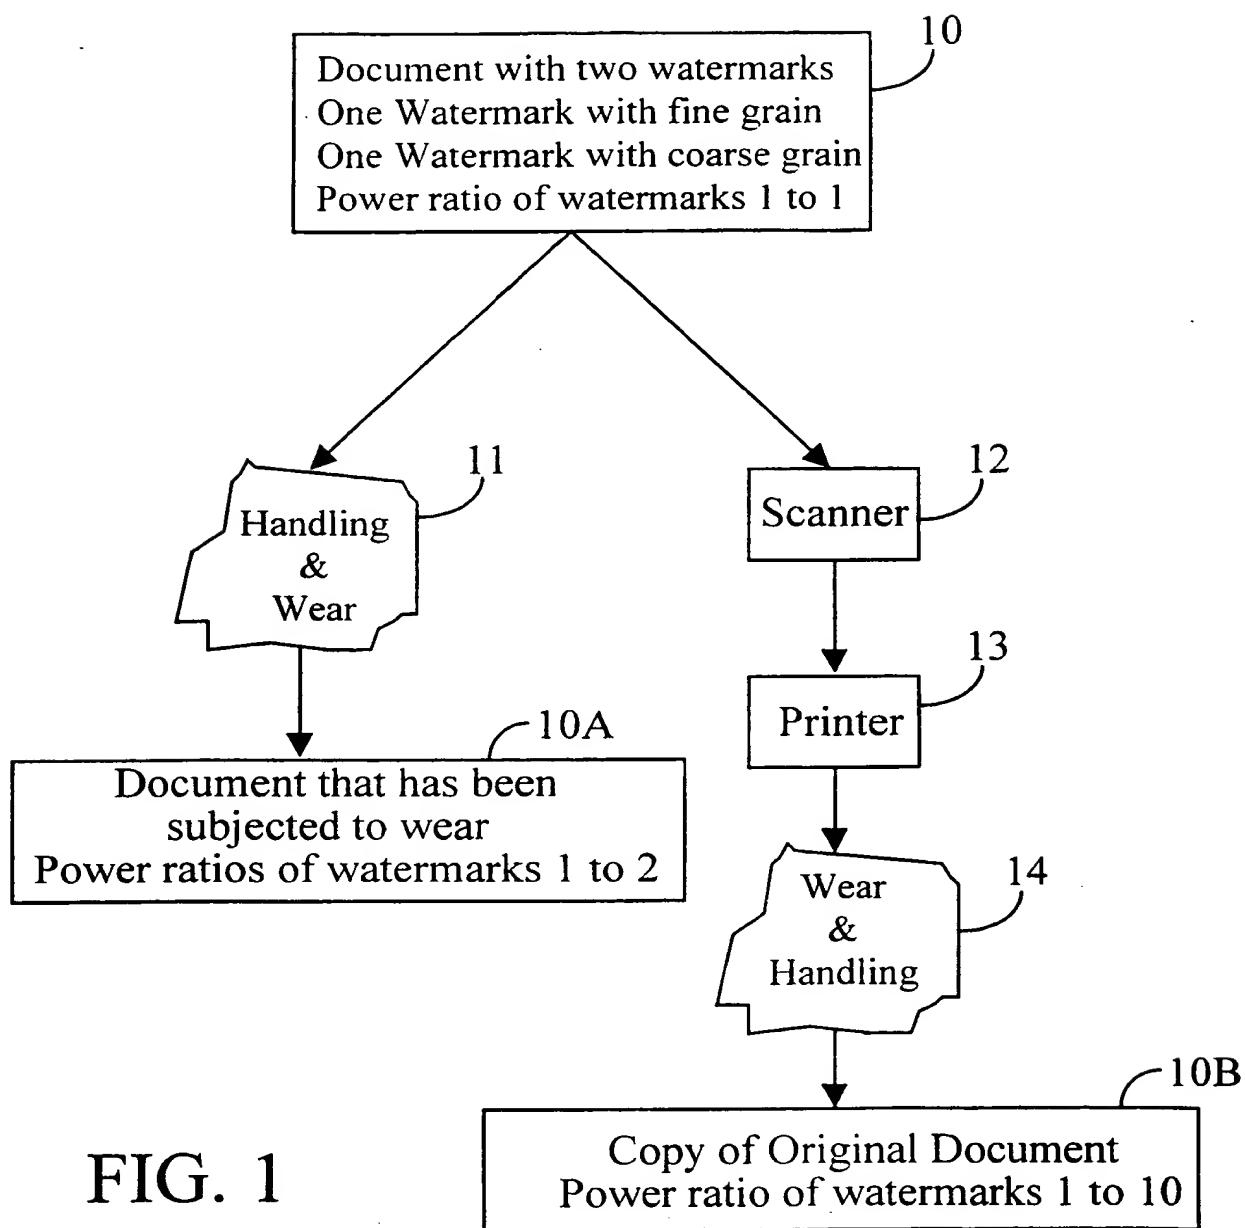 10
Document with two watermarks
One Watermark with fine grain
One Watermark with coarse grain
Power ratio of watermarks 1 to 1
11
Handling
&
Wear
12
Scanner
13
Printer
10A
Document that has been
subjected to wear
Power ratios of watermarks 1 to 2
14
Wear
&
Handling
10B
Copy of Original Document
Power ratio of watermarks 1 to 10
FIG. 1